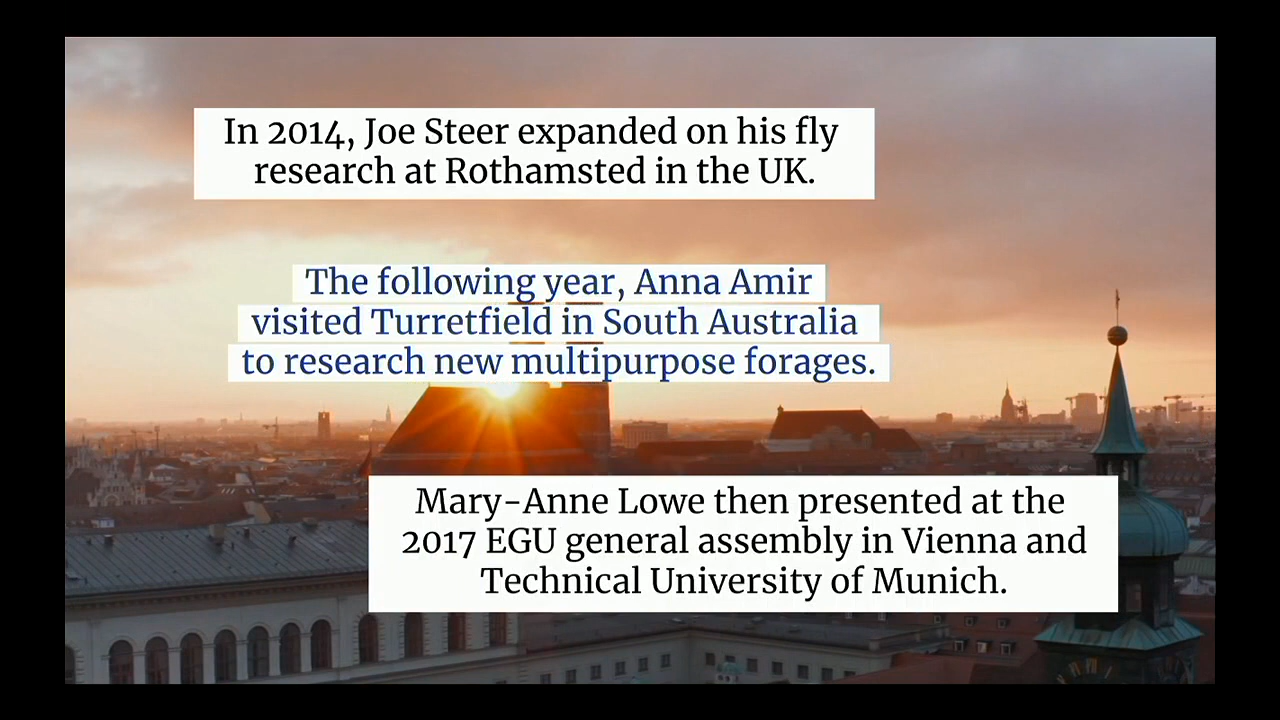 In 2014, Joe Steer expanded on his fly
research at Rothamsted in the UK.
The following year, Anna Amir
visited Turretfield in South Australia
to research new multipurpose forages.
Mary-Anne Lowe then presented at the
2017 EGU general assembly in Vienna and
Technical University of Munich.